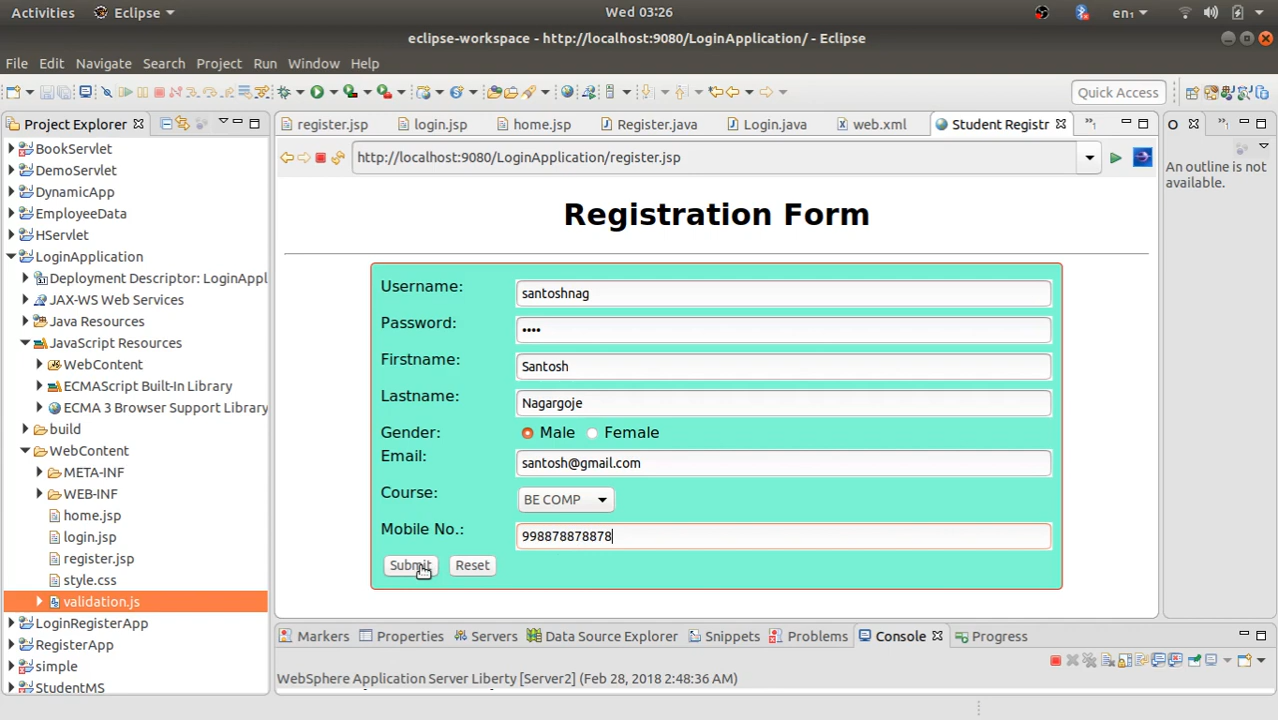 Activities Eclipse Wed 03:26 en₁
eclipse-workspace - http://localhost:9080/LoginApplication/ - Eclipse
File Edit Navigate Search Project Run Window Help
Quick Access
Project Explorer
register.jsp login.jsp home.jsp Register.java Login.java web.xml Student Registr
O
BookServlet
DemoServlet
DynamicApp
EmployeeData
HServlet
LoginApplication
Deployment Descriptor: LoginAppl
JAX-WS Web Services
Java Resources
JavaScript Resources
WebContent
ECMAScript Built-In Library
ECMA 3 Browser Support Library
build
WebContent
META-INF
WEB-INF
home.jsp
login.jsp
register.jsp
style.css
validation.js
LoginRegisterApp
RegisterApp
simple
StudentMS
http://localhost:9080/LoginApplication/register.jsp
Registration Form
Username: santoshnag
Password: ••••
Firstname: Santosh
Lastname: Nagargoje
Gender: Male Female
Email: santosh@gmail.com
Course: BE COMP
Mobile No.: 998878878878
Submit Reset
An outline is not
available.
Markers Properties Servers Data Source Explorer Snippets Problems Console Progress
WebSphere Application Server Liberty [Server2] (Feb 28, 2018 2:48:36 AM)